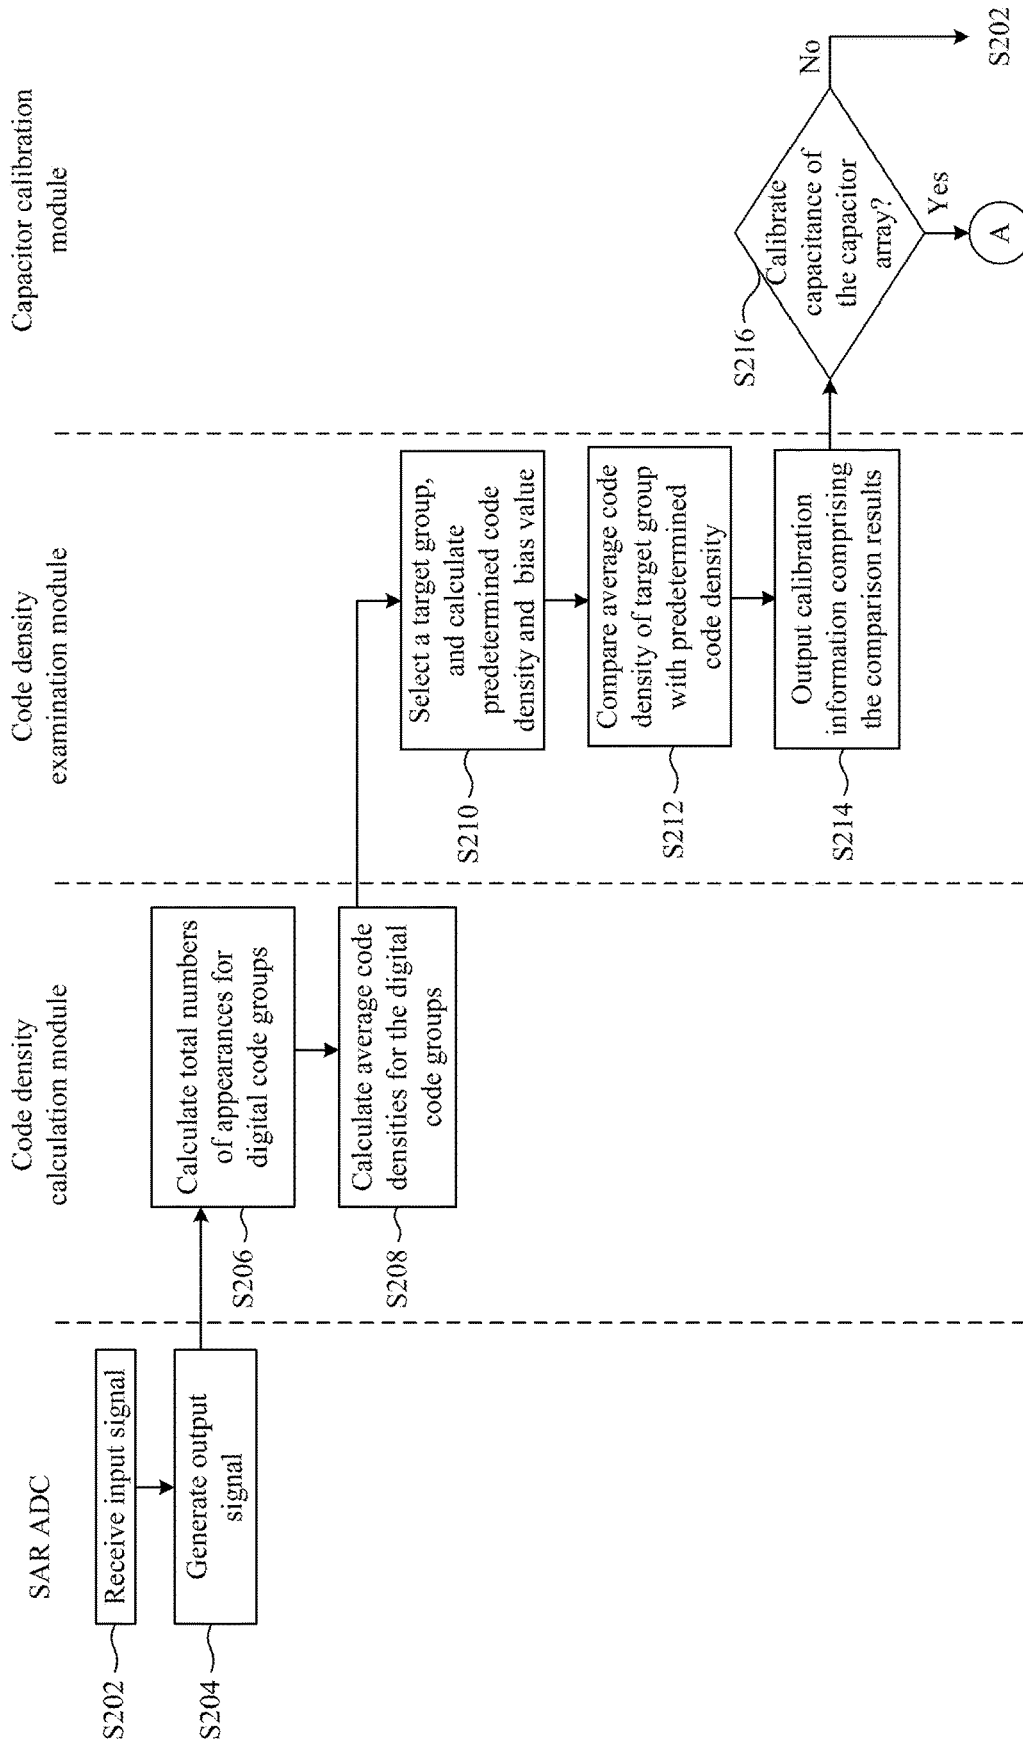 SAR ADC
Code density
calculation module
Code density
examination module
Capacitor calibration
module
S202
Receive input signal
S204
Generate output
signal
S206
Calculate total numbers
of appearances for
digital code groups
S208
Calculate average code
densities for the digital
code groups
S210
Select a target group,
and calculate
predetermined code
density and bias value
S212
Compare average code
density of target group
with predetermined
code density
S214
Output calibration
information comprising
the comparison results
S216
Calibrate
capacitance of
the capacitor
array?
No
S202
Yes
A